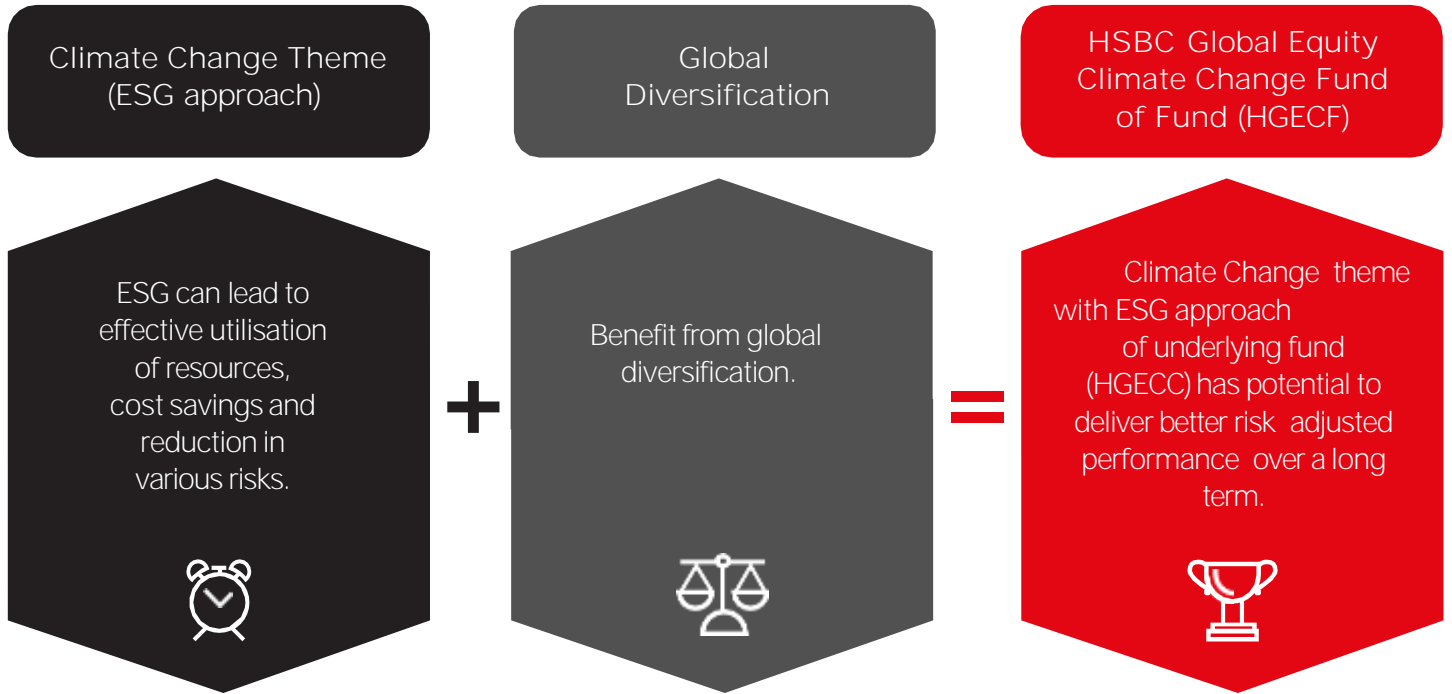 Climate Change Theme
(ESG approach)
Global
Diversification
HSBC Global Equity
Climate Change Fund
of Fund (HGECF)
ESG can lead to
effective utilisation
of resources,
cost savings and
reduction in
various risks.
+
Benefit from global
diversification.
=
Climate Change theme
with ESG approach
of underlying fund
(HGECC) has potential to
deliver better risk adjusted
performance over a long
term.